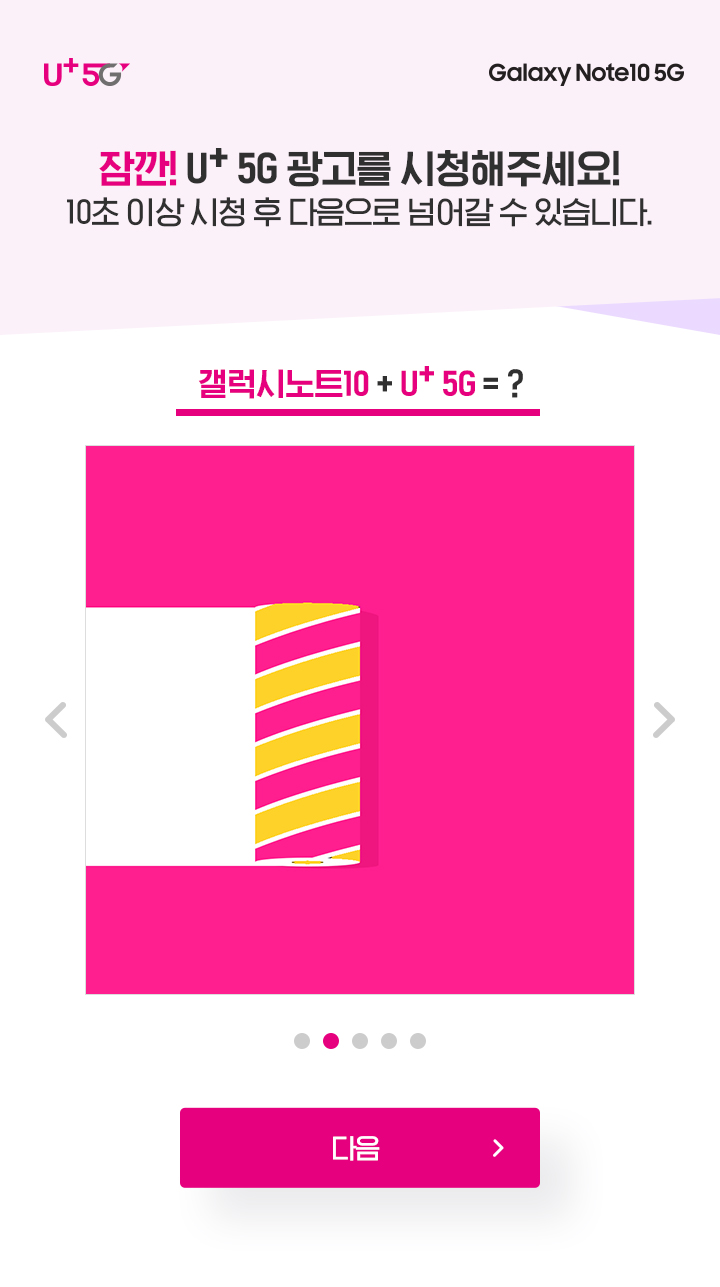 U+ 5G
Galaxy Note10 5G
잠깐! U+ 5G 광고를 시청해주세요!
10초 이상 시청 후 다음으로 넘어갈 수 있습니다.
갤럭시노트10 + U+ 5G = ?
다음